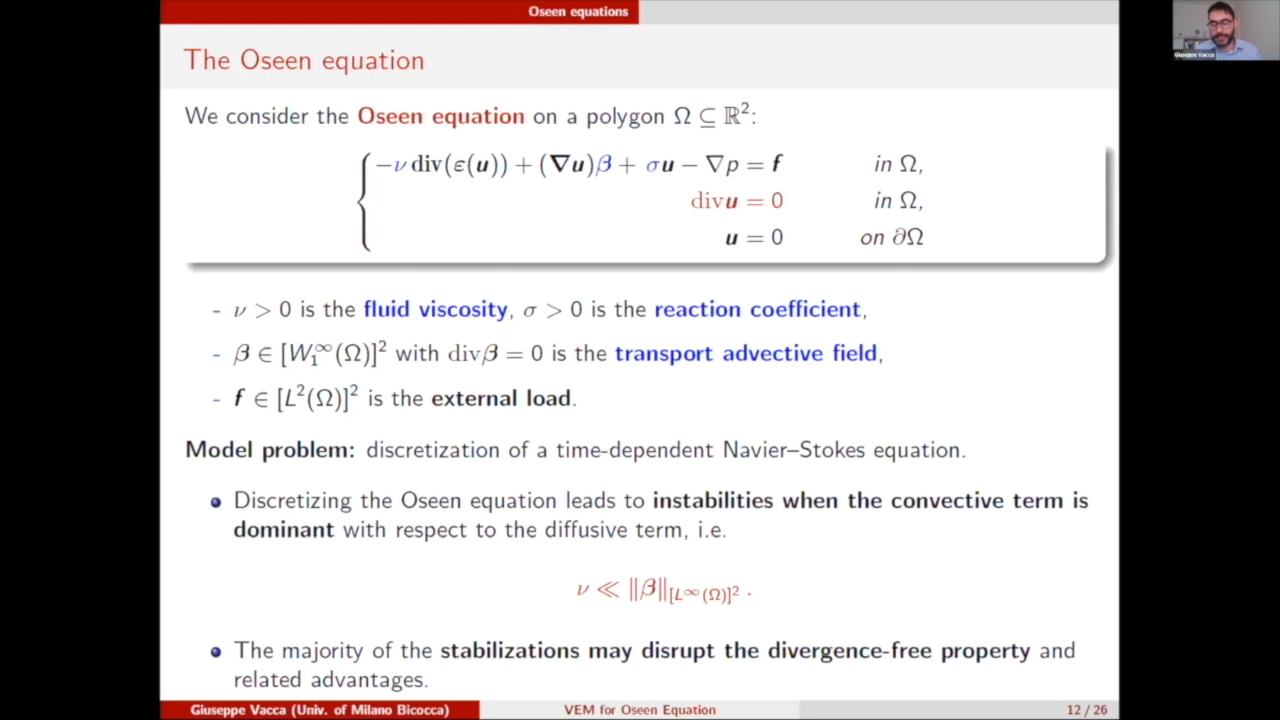 Oseen equations
Giuseppe Vacca
The Oseen equation
We consider the Oseen equation on a polygon Ω ⊆ ℝ²:
−ν div(ε(u)) + (∇u)β + σu − ∇p = f in Ω,
divu = 0 in Ω,
u = 0 on ∂Ω
- ν > 0 is the fluid viscosity, σ > 0 is the reaction coefficient,
- β ∈ [W₁^∞(Ω)]² with divβ = 0 is the transport advective field,
- f ∈ [L²(Ω)]² is the external load.
Model problem: discretization of a time-dependent Navier–Stokes equation.
Discretizing the Oseen equation leads to instabilities when the convective term is
dominant with respect to the diffusive term, i.e.
ν ≪ ‖β‖_{[L^∞(Ω)]²} .
The majority of the stabilizations may disrupt the divergence-free property and
related advantages.
Giuseppe Vacca (Univ. of Milano Bicocca) VEM for Oseen Equation 12 / 26